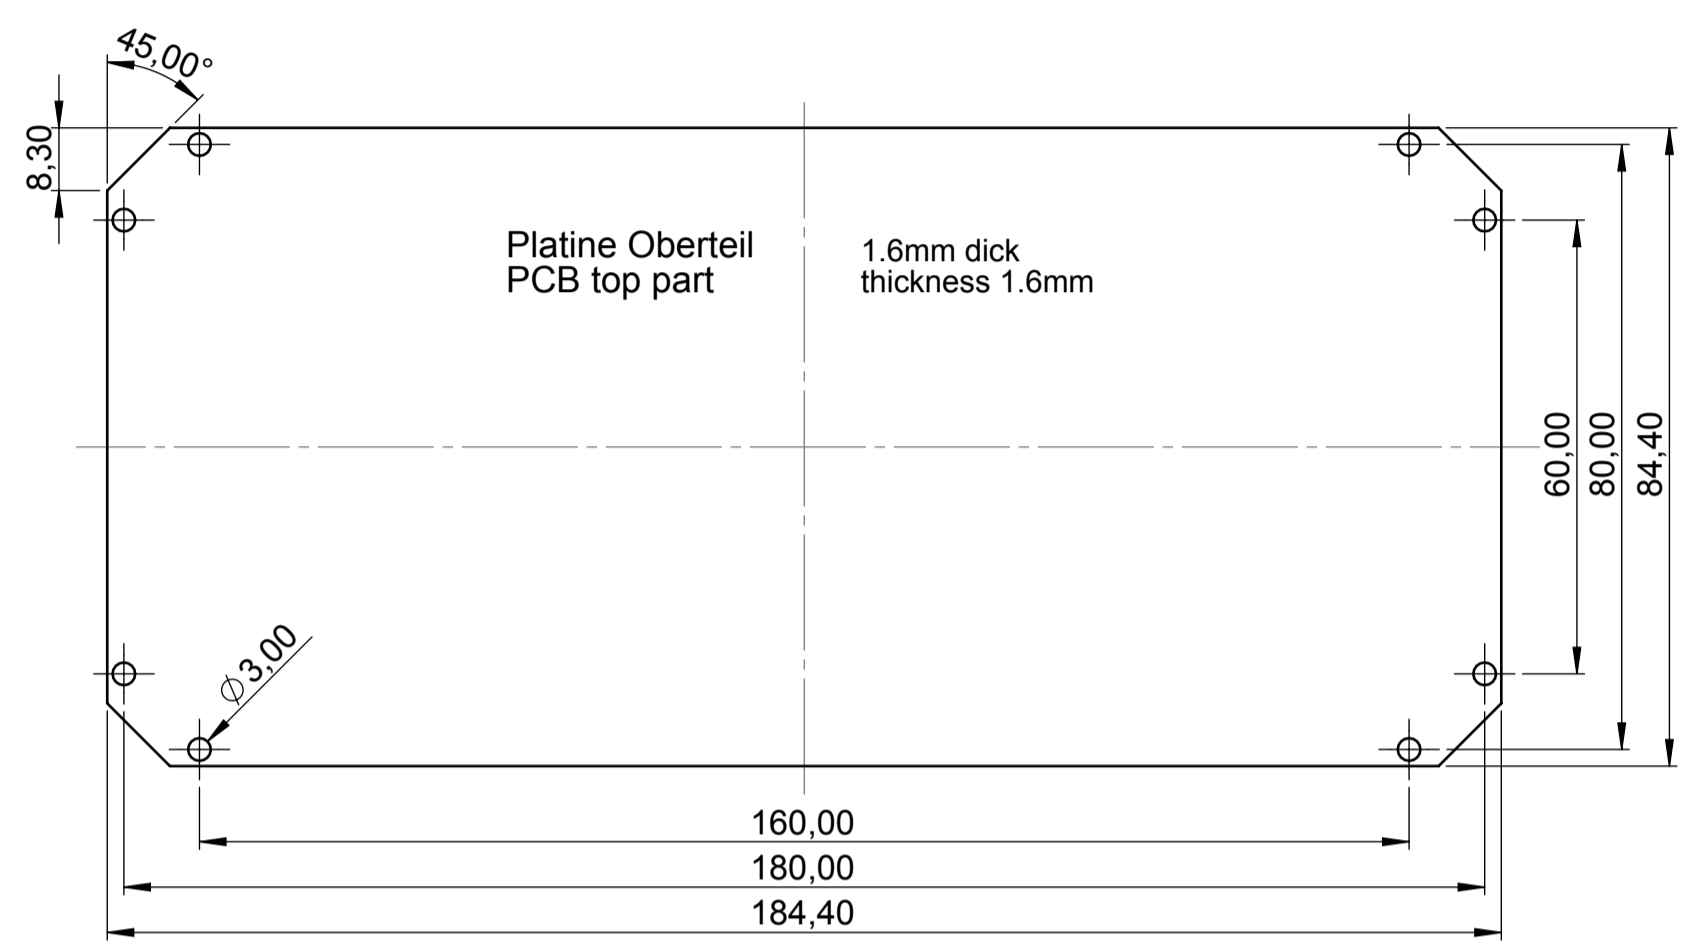 45,00°
8,30
Platine Oberteil
PCB top part
1.6mm dick
thickness 1.6mm
60,00
80,00
84,40
⌀3,00
160,00
180,00
184,40